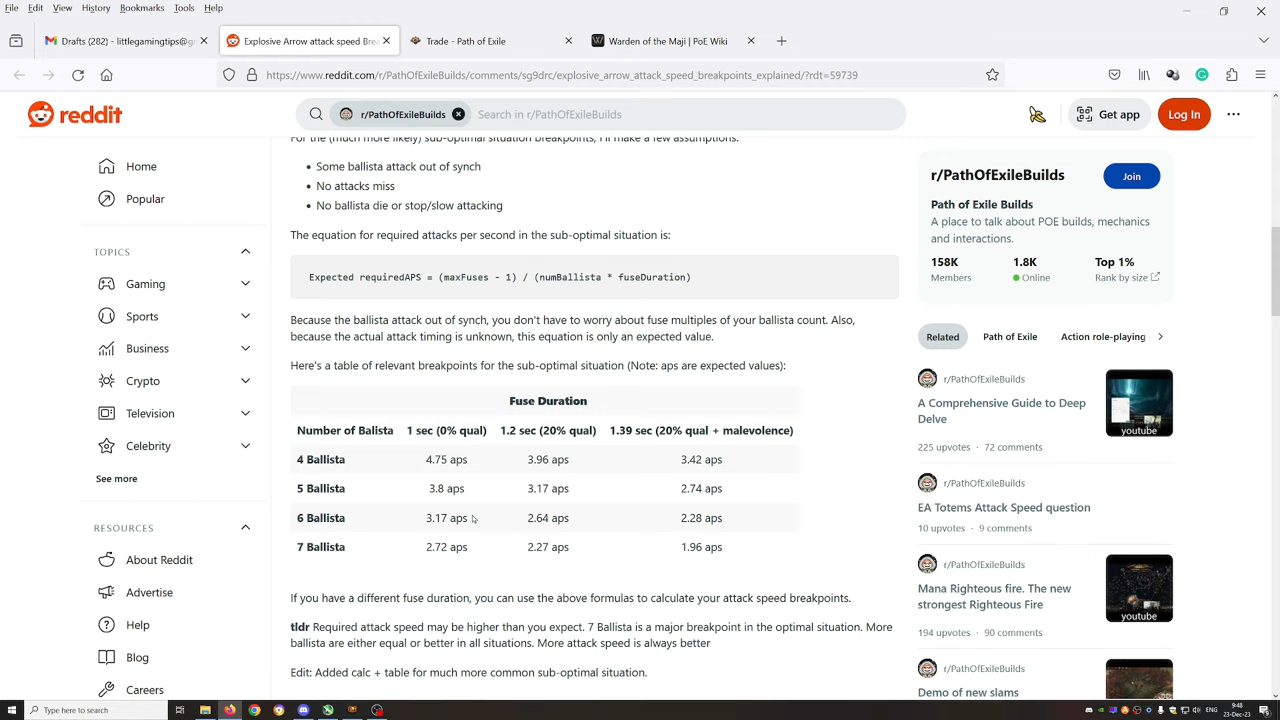 File Edit View History Bookmarks Tools Help
Drafts (282) - littlegamingtips@g
Explosive Arrow attack speed Brea
Trade - Path of Exile
Warden of the Maji | PoE Wiki
https://www.reddit.com/r/PathOfExileBuilds/comments/sg9drc/explosive_arrow_attack_speed_breakpoints_explained/?rdt=59739
reddit
r/PathOfExileBuilds
Search in r/PathOfExileBuilds
Get app
Log In
Home
Popular
TOPICS
Gaming
Sports
Business
Crypto
Television
Celebrity
See more
RESOURCES
About Reddit
Advertise
Help
Blog
Careers
For the (much more likely) sub-optimal situation breakpoints, I'll make a few assumptions:
• Some ballista attack out of synch
• No attacks miss
• No ballista die or stop/slow attacking
The equation for required attacks per second in the sub-optimal situation is:
Expected requiredAPS = (maxFuses - 1) / (numBallista * fuseDuration)
Because the ballista attack out of synch, you don't have to worry about fuse multiples of your ballista count. Also,
because the actual attack timing is unknown, this equation is only an expected value.
Here's a table of relevant breakpoints for the sub-optimal situation (Note: aps are expected values):
Fuse Duration
Number of Balista 1 sec (0% qual) 1.2 sec (20% qual) 1.39 sec (20% qual + malevolence)
4 Ballista 4.75 aps 3.96 aps 3.42 aps
5 Ballista 3.8 aps 3.17 aps 2.74 aps
6 Ballista 3.17 aps 2.64 aps 2.28 aps
7 Ballista 2.72 aps 2.27 aps 1.96 aps
If you have a different fuse duration, you can use the above formulas to calculate your attack speed breakpoints.
tldr Required attack speed may be higher than you expect. 7 Ballista is a major breakpoint in the optimal situation. More
ballista are either equal or better in all situations. More attack speed is always better
Edit: Added calc + table for much more common sub-optimal situation.
r/PathOfExileBuilds
Join
Path of Exile Builds
A place to talk about POE builds, mechanics
and interactions.
158K 1.8K Top 1%
Members Online Rank by size
Related Path of Exile Action role-playing
r/PathOfExileBuilds
A Comprehensive Guide to Deep
Delve
youtube
225 upvotes · 72 comments
r/PathOfExileBuilds
EA Totems Attack Speed question
10 upvotes · 9 comments
r/PathOfExileBuilds
Mana Righteous fire. The new
strongest Righteous Fire
youtube
194 upvotes · 90 comments
r/PathOfExileBuilds
Demo of new slams
Type here to search
ENG
9:48
23-Dec-23